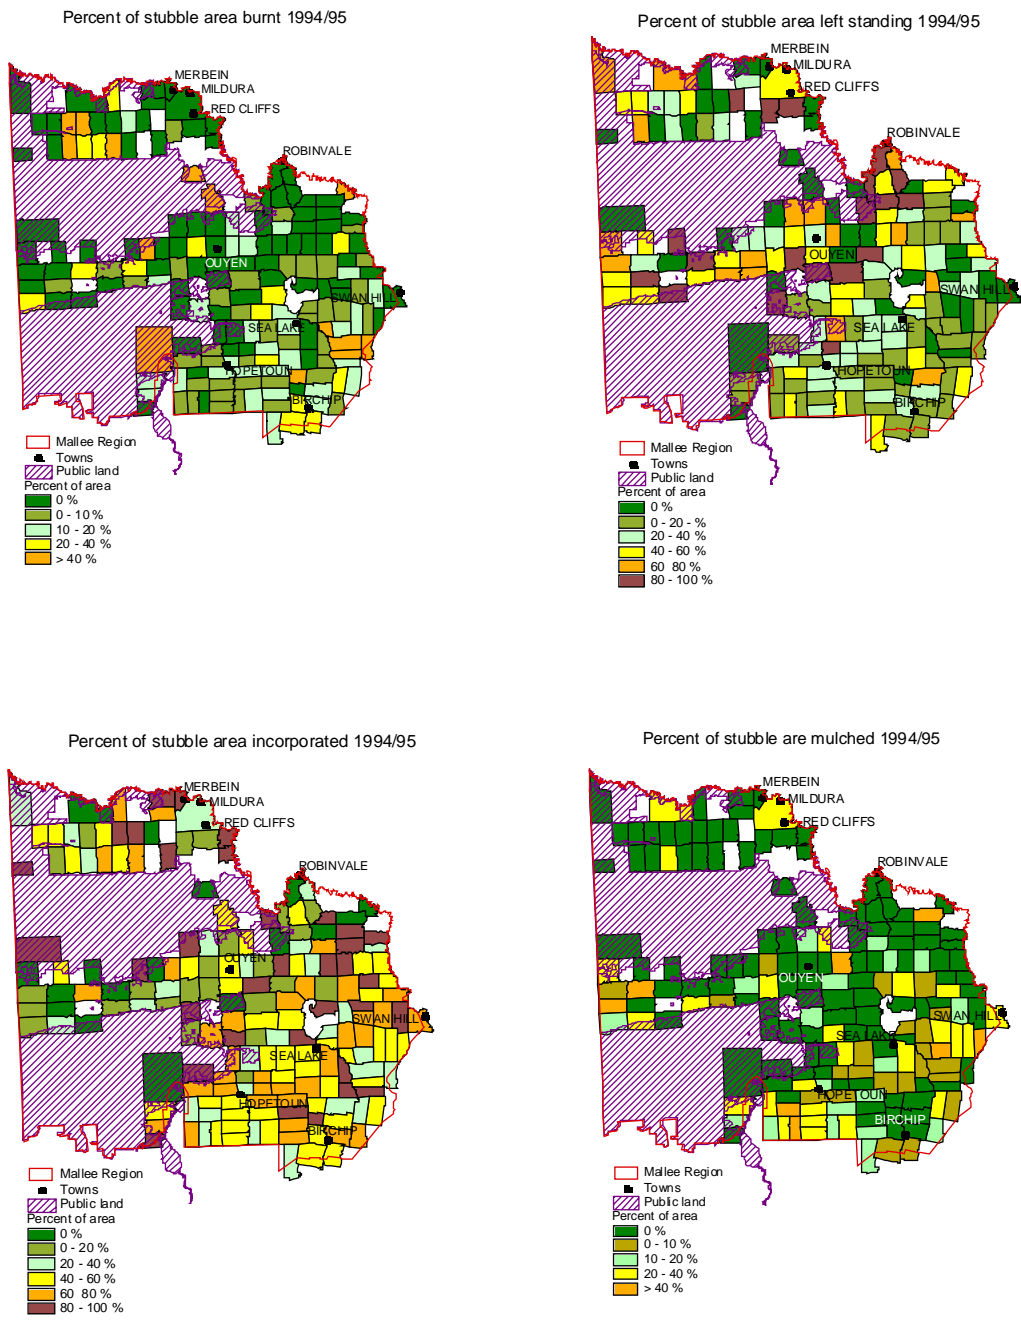 Percent of stubble area burnt 1994/95
MERBEIN
MILDURA
RED CLIFFS
ROBINVALE
OUYEN
SWAN HILL
SEA LAKE
HOPETOUN
BIRCHIP
Mallee Region
Towns
Public land
Percent of area
0 %
0 - 10 %
10 - 20 %
20 - 40 %
> 40 %
Percent of stubble area left standing 1994/95
MERBEIN
MILDURA
RED CLIFFS
ROBINVALE
OUYEN
SWAN HILL
SEA LAKE
HOPETOUN
BIRCHIP
Mallee Region
Towns
Public land
Percent of area
0 %
0 - 20 - %
20 - 40 %
40 - 60 %
60 80 %
80 - 100 %
Percent of stubble area incorporated 1994/95
MERBEIN
MILDURA
RED CLIFFS
ROBINVALE
OUYEN
SWAN HILL
SEA LAKE
HOPETOUN
BIRCHIP
Mallee Region
Towns
Public land
Percent of area
0 %
0 - 20 %
20 - 40 %
40 - 60 %
60 80 %
80 - 100 %
Percent of stubble are mulched 1994/95
MERBEIN
MILDURA
RED CLIFFS
ROBINVALE
OUYEN
SWAN HILL
SEA LAKE
HOPETOUN
BIRCHIP
Mallee Region
Towns
Public land
Percent of area
0 %
0 - 10 %
10 - 20 %
20 - 40 %
> 40 %